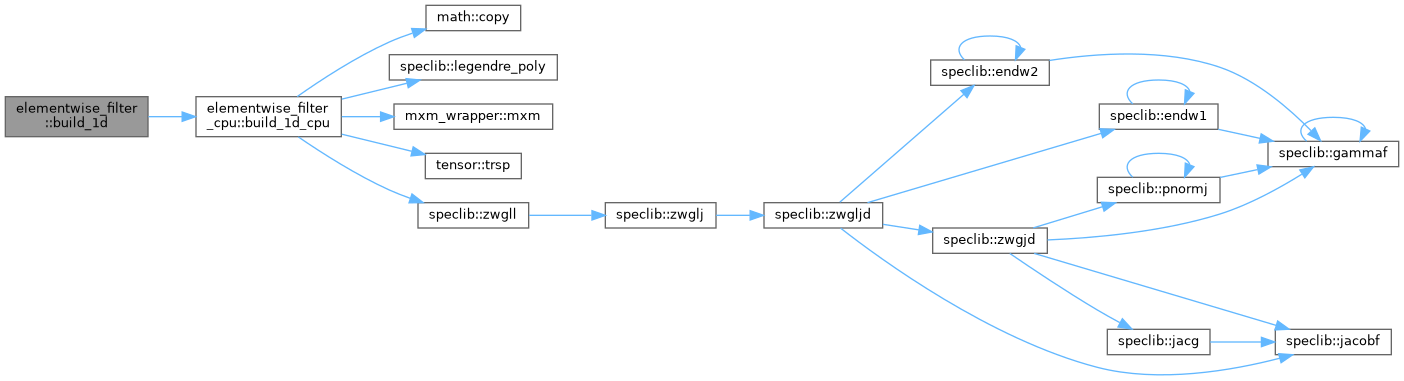 elementwise_filter
::build_1d
elementwise_filter
_cpu::build_1d_cpu
math::copy
speclib::legendre_poly
mxm_wrapper::mxm
tensor::trsp
speclib::zwgll
speclib::zwglj
speclib::zwgljd
speclib::endw2
speclib::endw1
speclib::pnormj
speclib::zwgjd
speclib::jacg
speclib::gammaf
speclib::jacobf